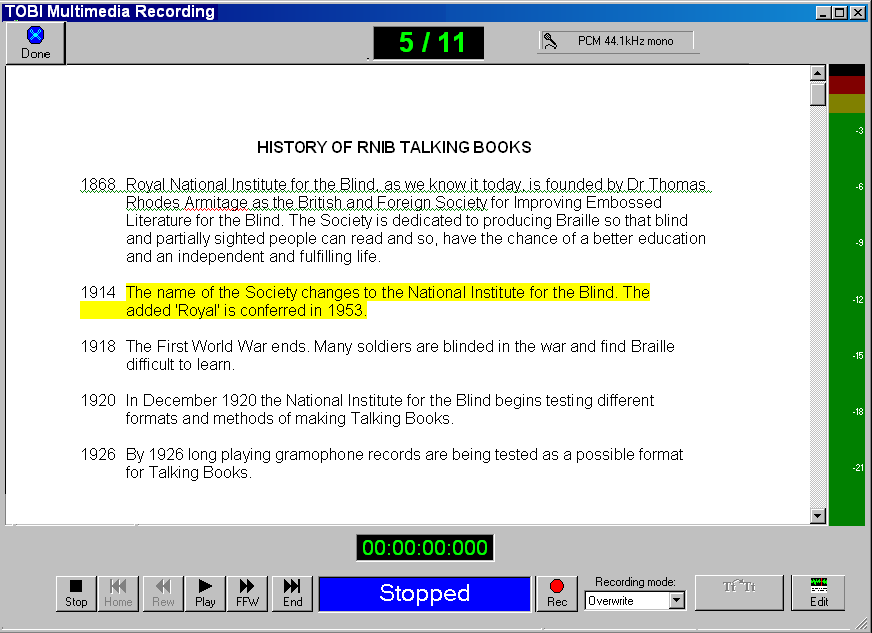 TOBI Multimedia Recording
Done
5 / 11
PCM 44.1kHz mono
HISTORY OF RNIB TALKING BOOKS
1868 Royal National Institute for the Blind, as we know it today, is founded by Dr Thomas
Rhodes Armitage as the British and Foreign Society for Improving Embossed
Literature for the Blind. The Society is dedicated to producing Braille so that blind
and partially sighted people can read and so, have the chance of a better education
and an independent and fulfilling life.
1914 The name of the Society changes to the National Institute for the Blind. The
added 'Royal' is conferred in 1953.
1918 The First World War ends. Many soldiers are blinded in the war and find Braille
difficult to learn.
1920 In December 1920 the National Institute for the Blind begins testing different
formats and methods of making Talking Books.
1926 By 1926 long playing gramophone records are being tested as a possible format
for Talking Books.
-3
-6
-9
-12
-15
-18
-21
00:00:00:000
Stop
Home
Rew
Play
FFW
End
Stopped
Rec
Recording mode:
Overwrite
Tf~Tt
Edit